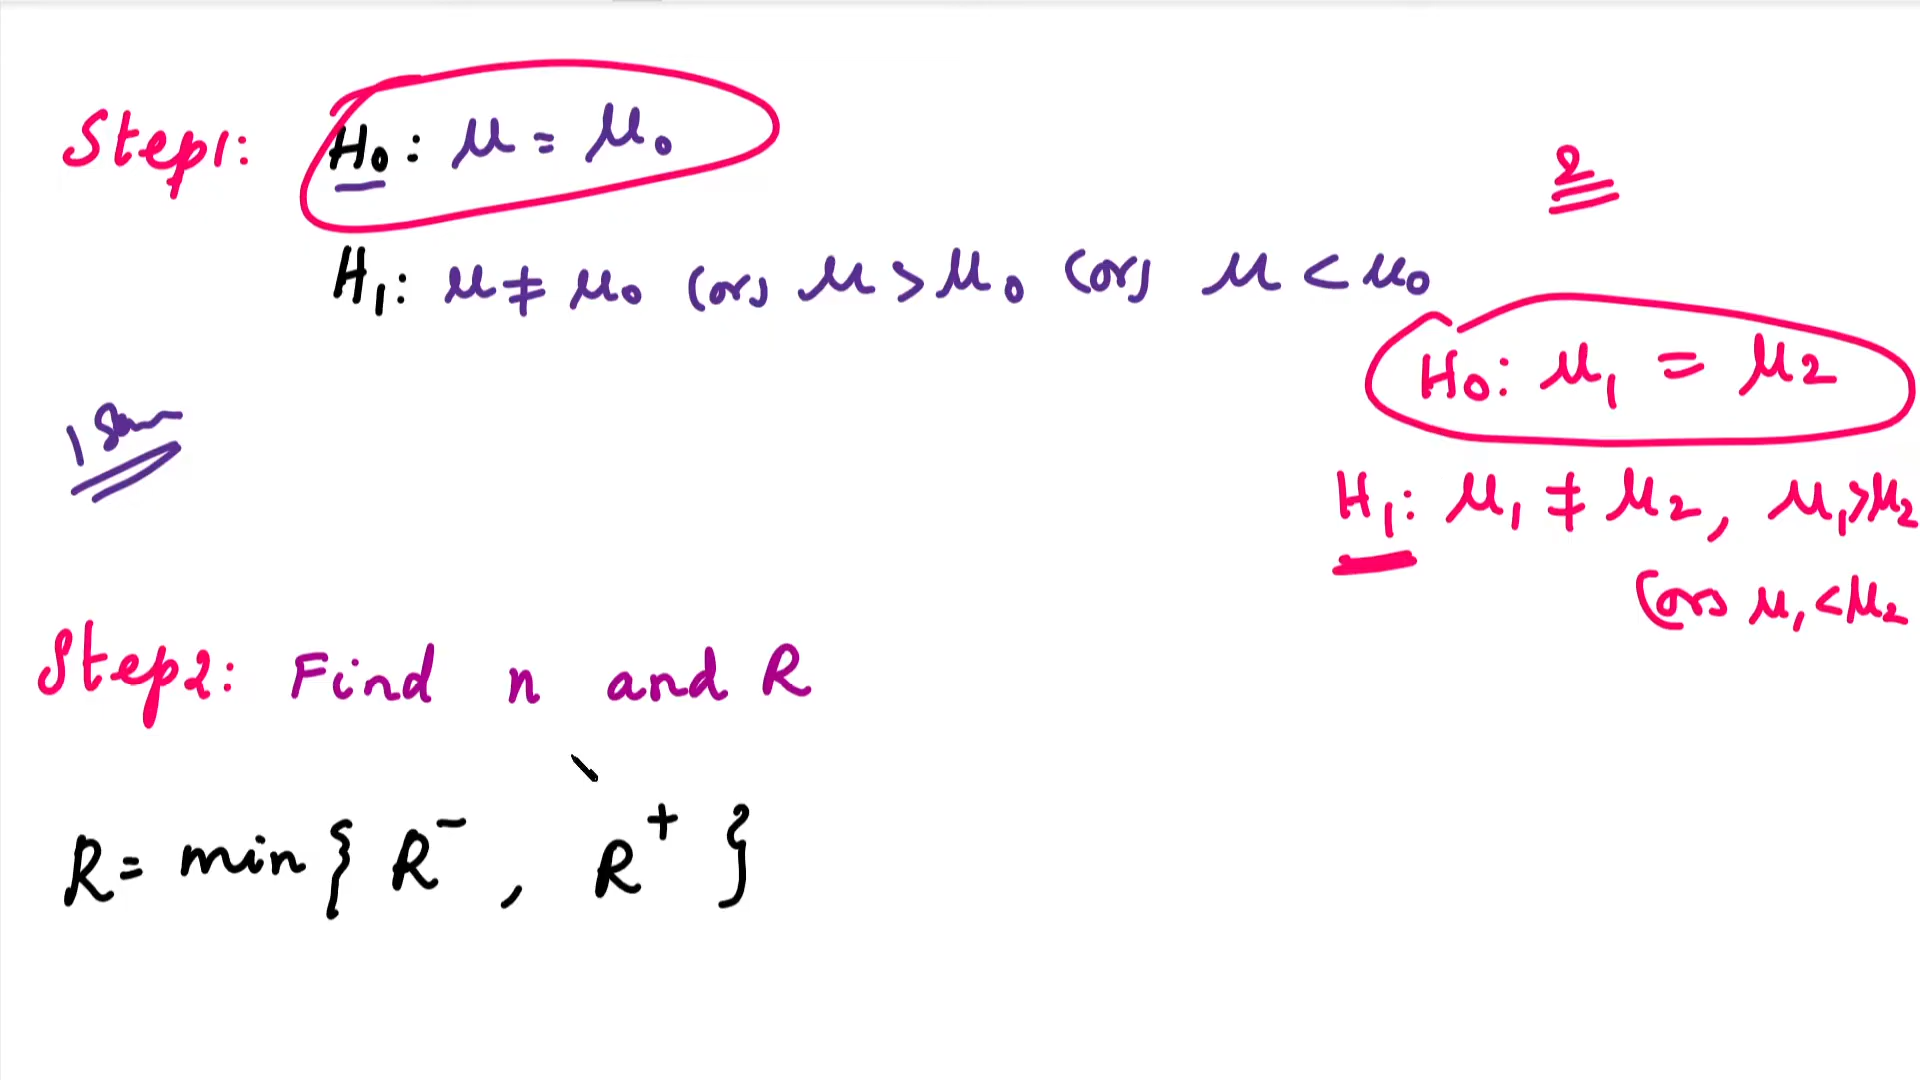 Step1: H₀: μ = μ₀
2
H₁: μ ≠ μ₀ (or) μ > μ₀ (or) μ < μ₀
H₀: μ₁ = μ₂
1 Sam
H₁: μ₁ ≠ μ₂, μ₁>μ₂
(or) μ₁<μ₂
Step2: Find n and R
R = min { R⁻, R⁺ }